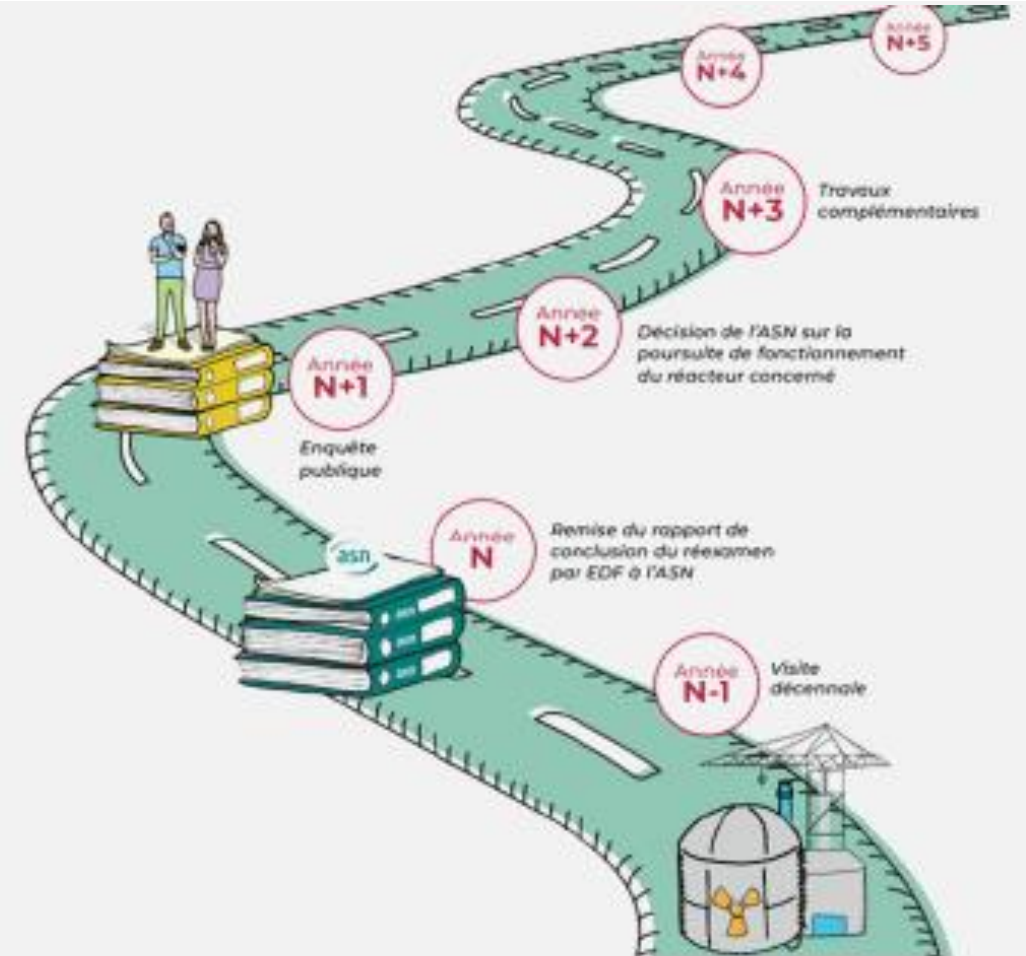 Année
N+5
Année
N+4
Année
N+3
Travaux
complémentaires
Année
N+2
Décision de l'ASN sur la
poursuite de fonctionnement
du réacteur concerné
Année
N+1
Enquête
publique
asn
Année
N
Remise du rapport de
conclusion du réexamen
par EDF à l'ASN
Année
N-1
Visite
décennale